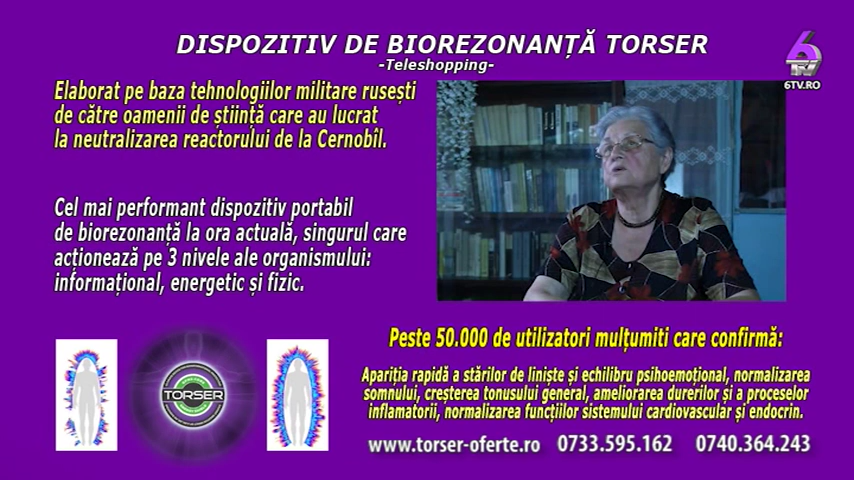 DISPOZITIV DE BIOREZONANȚĂ TORSER
-Teleshopping-
6TV.RO
Elaborat pe baza tehnologiilor militare rusești
de către oamenii de știință care au lucrat
la neutralizarea reactorului de la Cernobîl.
Cel mai performant dispozitiv portabil
de biorezonanță la ora actuală, singurul care
acționează pe 3 nivele ale organismului:
informațional, energetic și fizic.
TORSER
Peste 50.000 de utilizatori mulțumiti care confirmă:
Apariția rapidă a stărilor de liniște și echilibru psihoemoțional, normalizarea
somnului, creșterea tonusului general, ameliorarea durerilor și a proceselor
inflamatorii, normalizarea funcțiilor sistemului cardiovascular și endocrin.
www.torser-oferte.ro 0733.595.162 0740.364.243